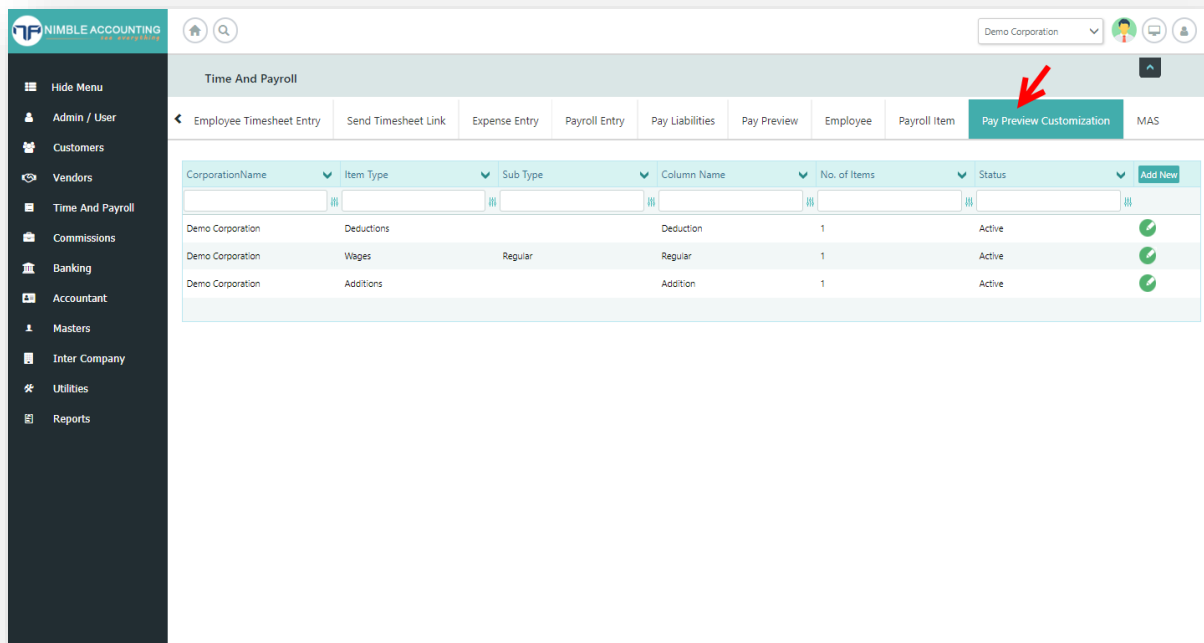 NIMBLE ACCOUNTING
see everything
Demo Corporation
Hide Menu
Admin / User
Customers
Vendors
Time And Payroll
Commissions
Banking
Accountant
Masters
Inter Company
Utilities
Reports
Time And Payroll
Employee Timesheet Entry Send Timesheet Link Expense Entry Payroll Entry Pay Liabilities Pay Preview Employee Payroll Item Pay Preview Customization MAS
CorporationName Item Type Sub Type Column Name No. of Items Status Add New
Demo Corporation Deductions Deduction 1 Active
Demo Corporation Wages Regular Regular 1 Active
Demo Corporation Additions Addition 1 Active